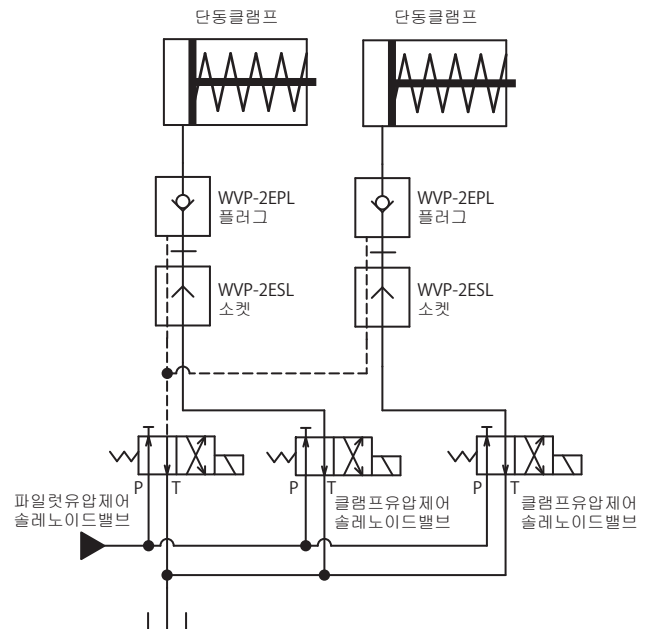 단동클램프
단동클램프
WVP-2EPL
플러그
WVP-2EPL
플러그
WVP-2ESL
소켓
WVP-2ESL
소켓
P T
P T
P T
파일럿유압제어
솔레노이드밸브
클램프유압제어
솔레노이드밸브
클램프유압제어
솔레노이드밸브